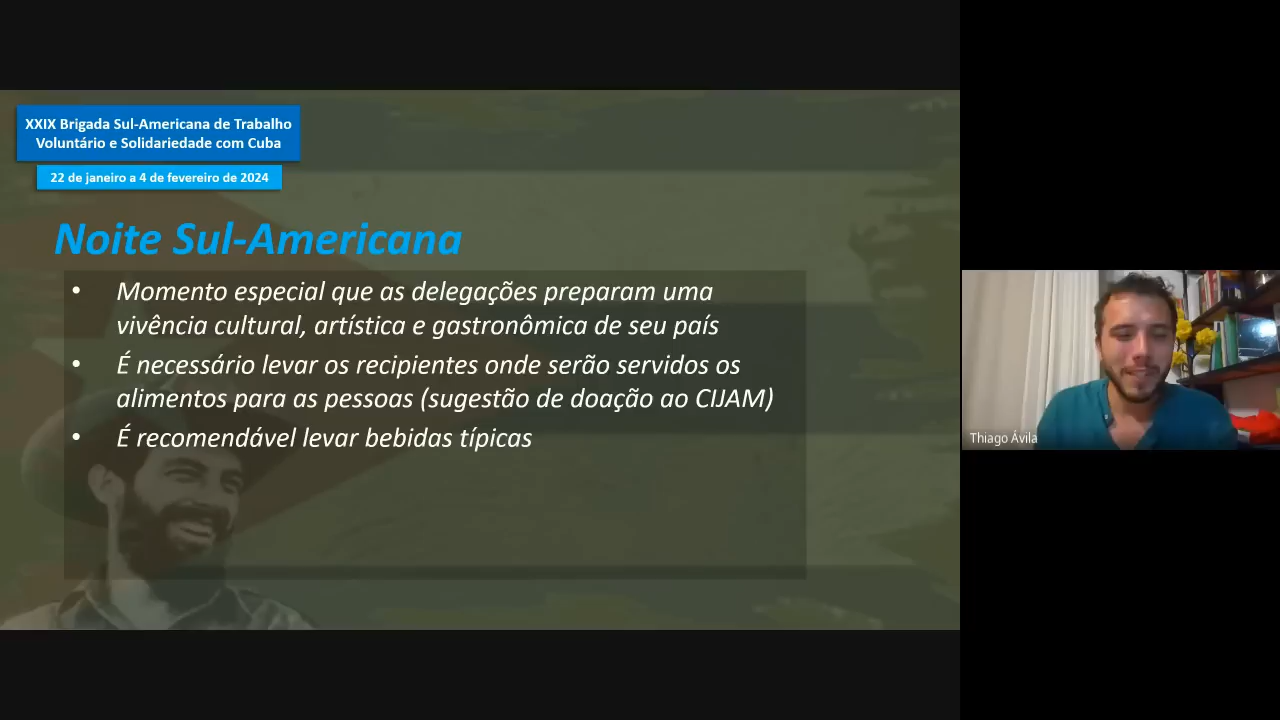 XXIX Brigada Sul-Americana de Trabalho
Voluntário e Solidariedade com Cuba
22 de janeiro a 4 de fevereiro de 2024
Noite Sul-Americana
• Momento especial que as delegações preparam uma
vivência cultural, artística e gastronômica de seu país
• É necessário levar os recipientes onde serão servidos os
alimentos para as pessoas (sugestão de doação ao CIJAM)
• É recomendável levar bebidas típicas
Thiago Ávila